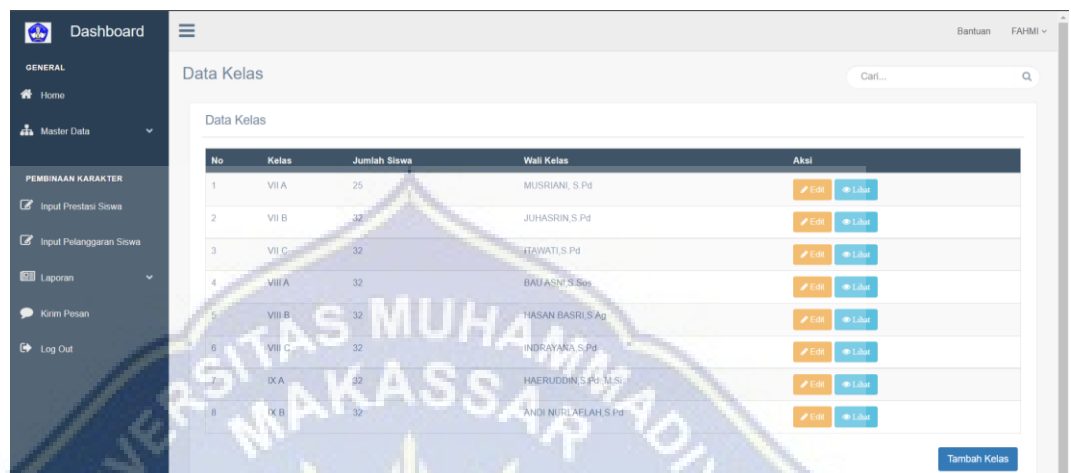 Dashboard
Bantuan FAHMI
GENERAL
Home
Master Data
PEMBINAAN KARAKTER
Input Prestasi Siswa
Input Pelanggaran Siswa
Laporan
Kirim Pesan
Log Out
Data Kelas
Cari...
Data Kelas
No Kelas Jumlah Siswa Wali Kelas Aksi
1 VII A 25 MUSRIANI, S.Pd Edit Lihat
2 VII B 32 JUHASRIN,S.Pd Edit Lihat
3 VII C 32 ITAWATI,S.Pd Edit Lihat
4 VIII A 32 BAU ASNI,S.Sos Edit Lihat
5 VIII B 32 HASAN BASRI,S.Ag Edit Lihat
6 VIII C 32 INDRAYANA,S.Pd Edit Lihat
7 IX A 32 HAERUDDIN,S.Pd. M.Si Edit Lihat
8 IX B 32 ANDI NURLAELAH,S.Pd Edit Lihat
Tambah Kelas
ERSITAS MUHAMMADIY
MAKASSAR